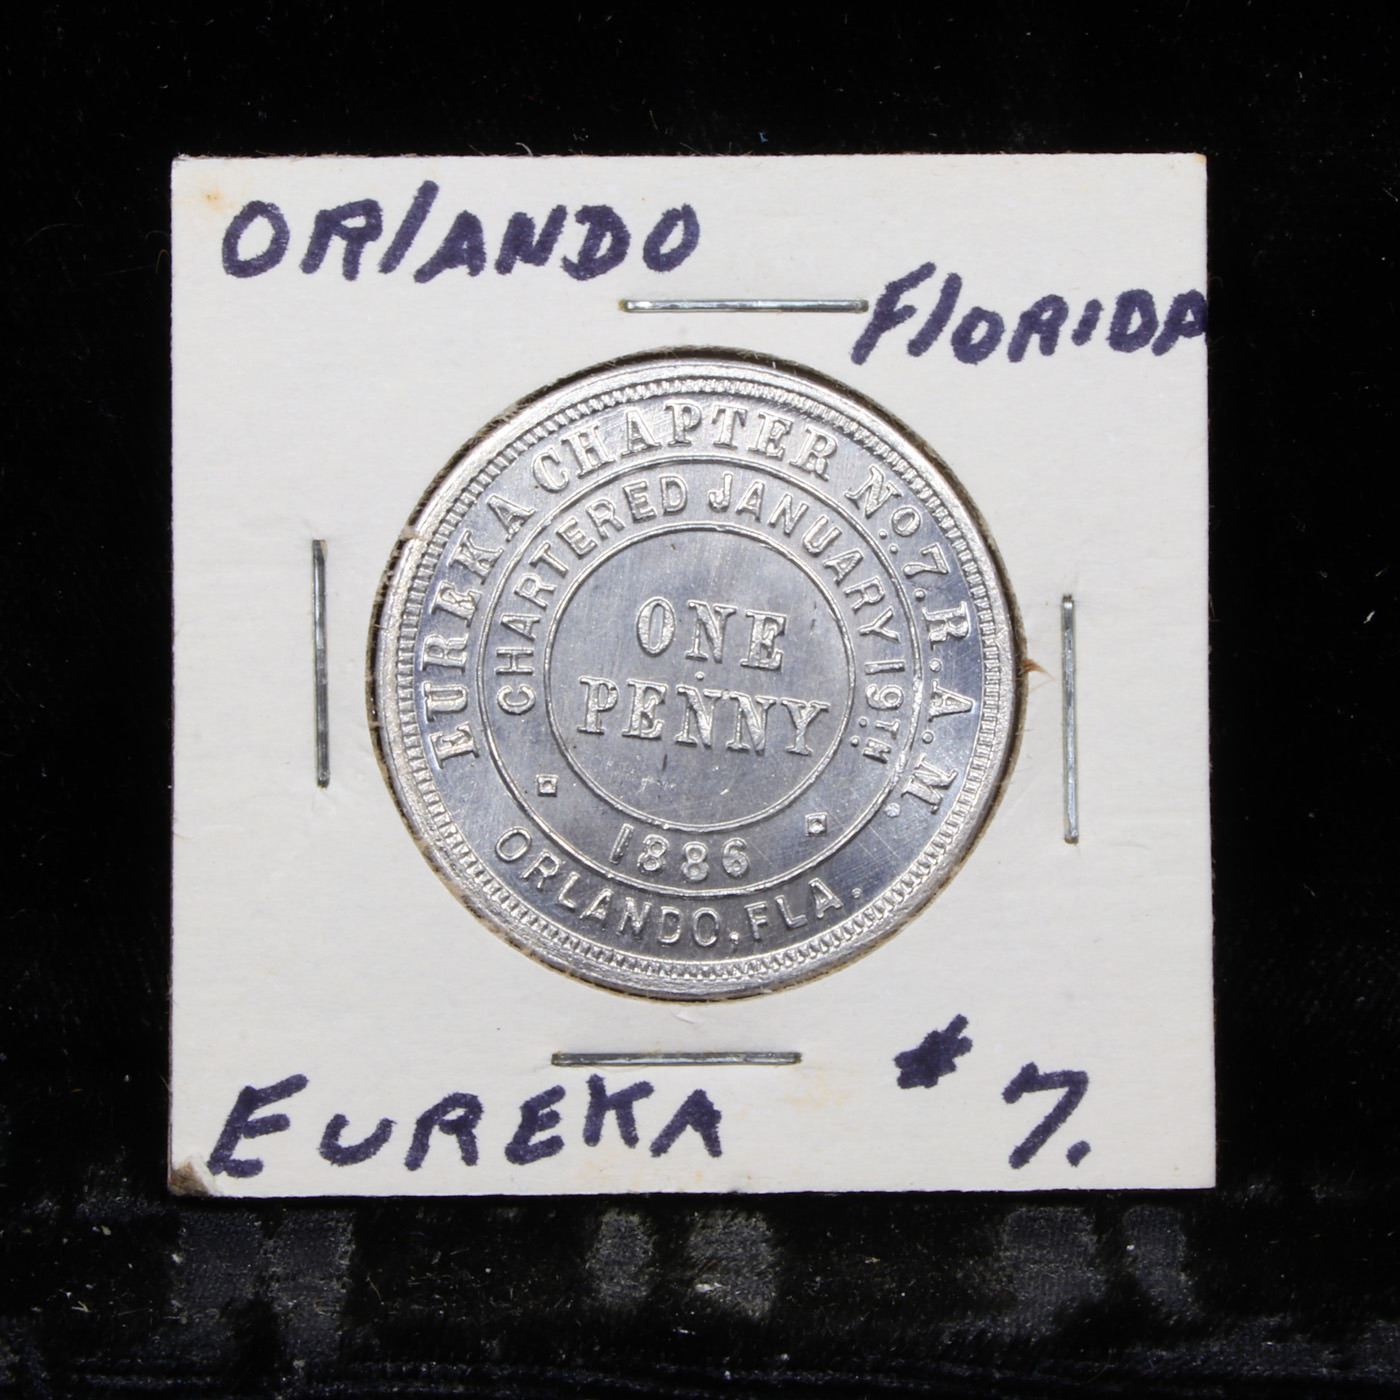 ORlANDO
FlORIDA
EUREKA CHAPTER No. 7. R. A. M.
CHARTERED JANUARY 19TH.
ONE
PENNY
1886
ORLANDO, FLA.
EUREKA # 7.